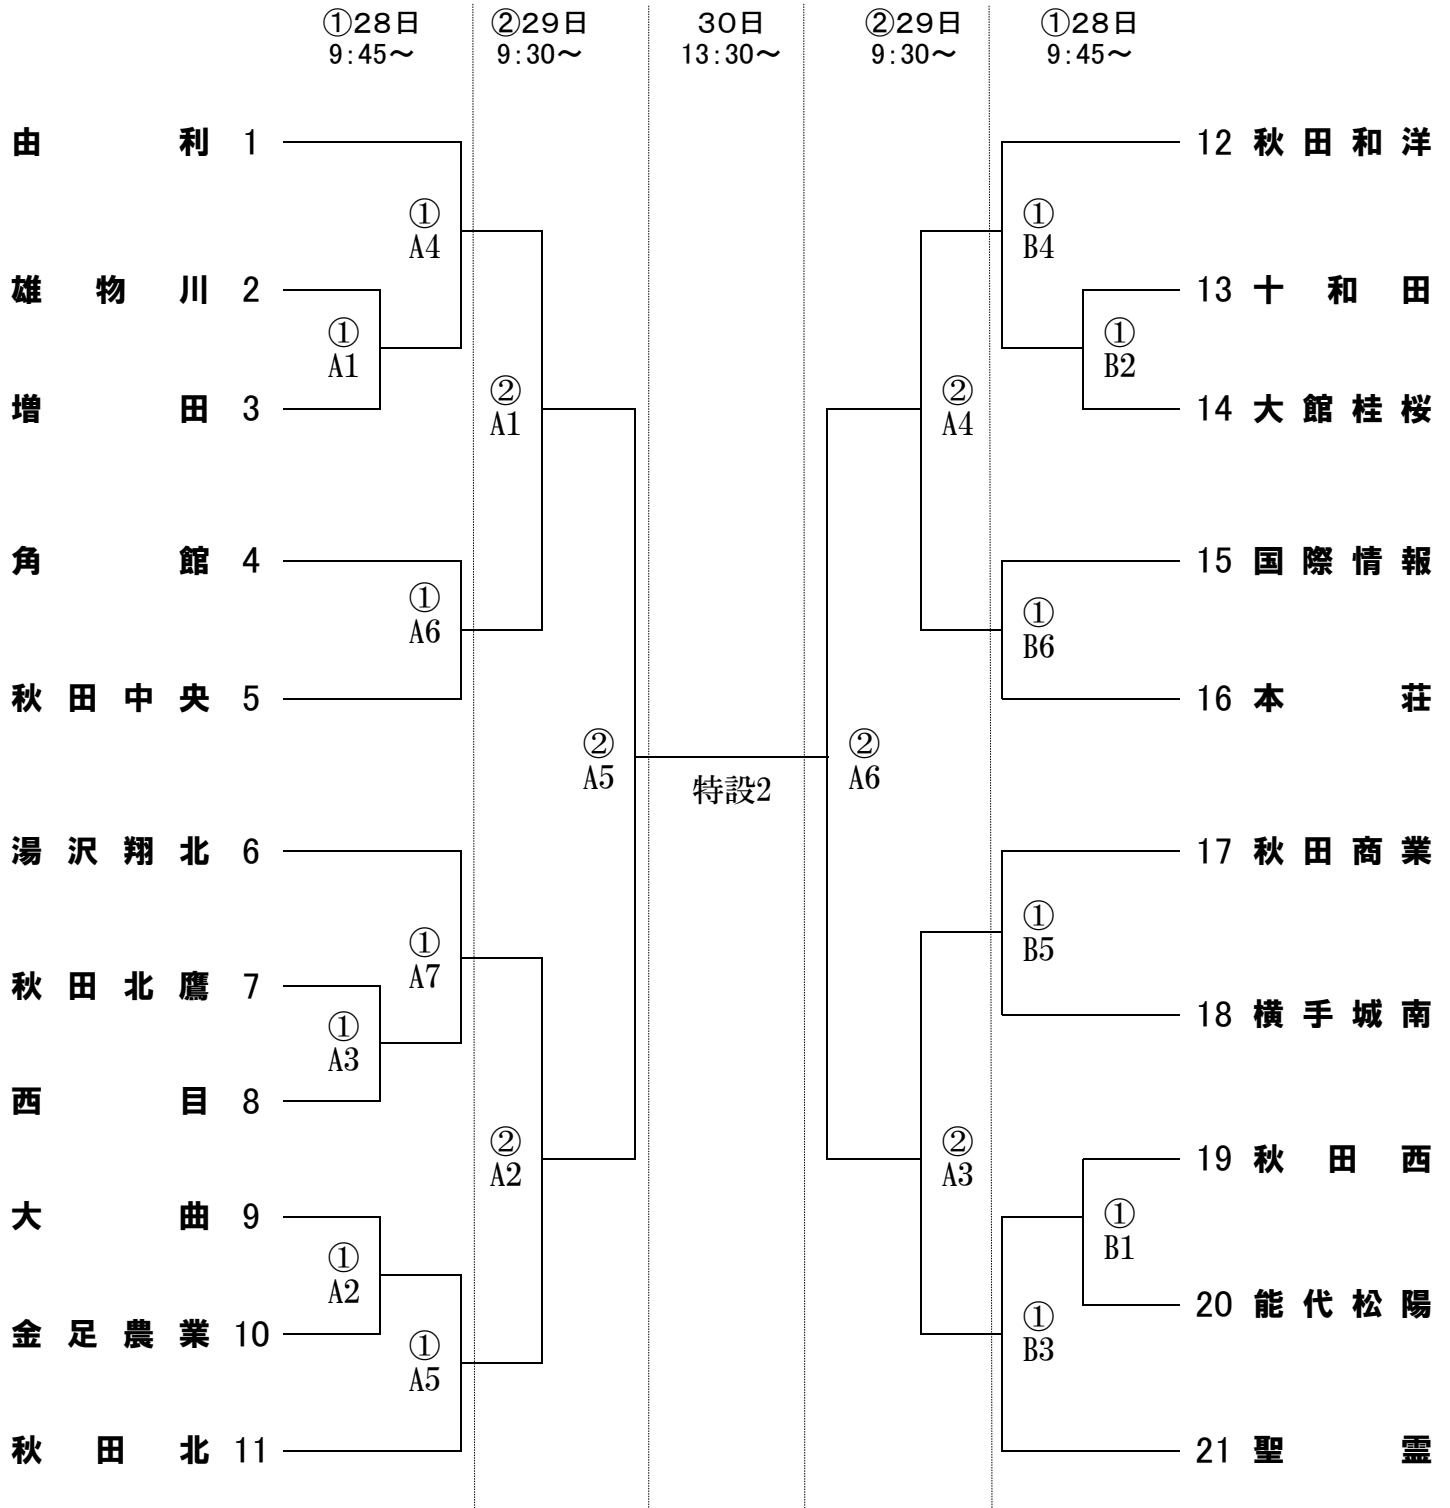 ①28日 ②29日 30日 ②29日 ①28日
9:45～ 9:30～ 13:30～ 9:30～ 9:45～
由利 1 12 秋田和洋
① ①
A4 B4
雄物川 2 13 十和田
① ①
A1 B2
② ②
A1 A4
増田 3 14 大館桂桜
角館 4 15 国際情報
① ①
A6 B6
秋田中央 5 16 本荘
② ②
A5 A6
特設2
湯沢翔北 6 17 秋田商業
① ①
A7 B5
秋田北鷹 7 18 横手城南
①
A3
西目 8
② ②
A2 A3
19 秋田西
大曲 9
① ①
A2 B1
金足農業 10 20 能代松陽
① ①
A5 B3
秋田北 11 21 聖霊